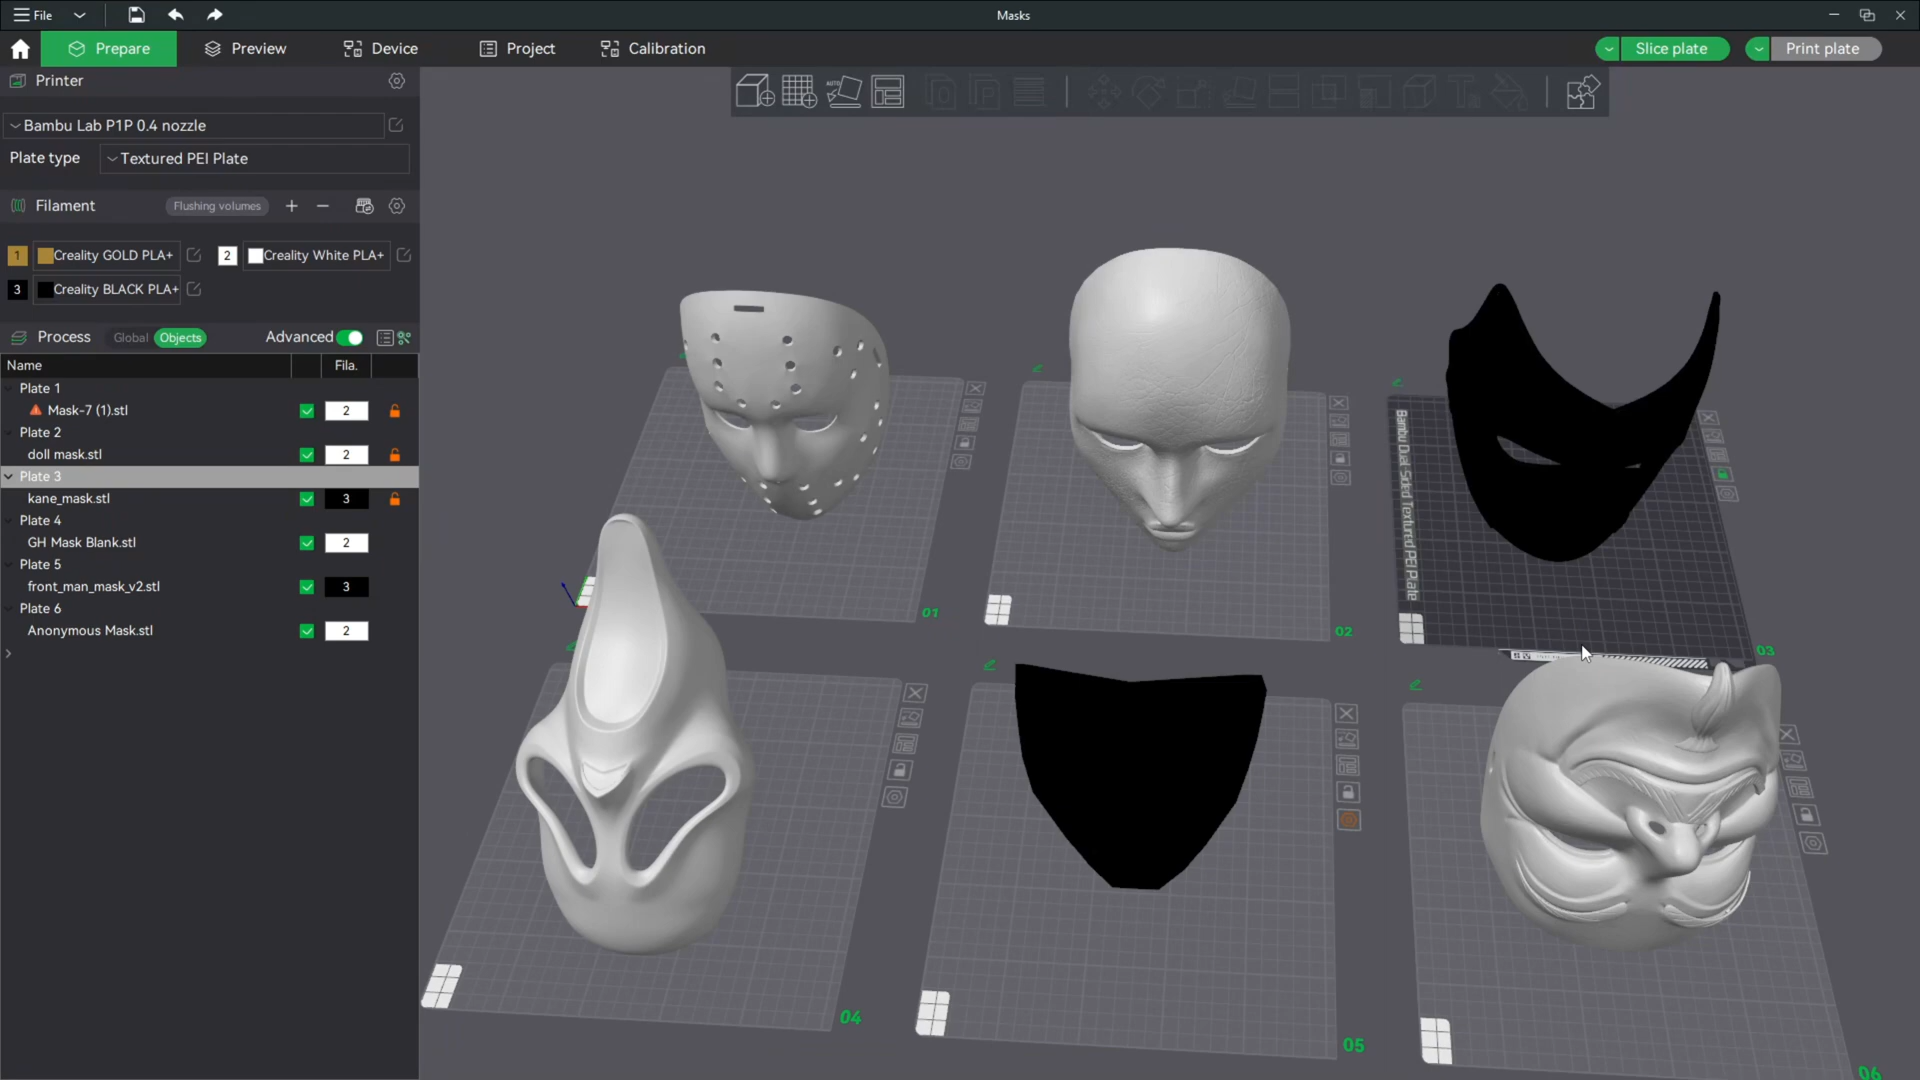 File
Masks
Prepare
Preview
Device
Project
Calibration
Slice plate
Print plate
Printer
Bambu Lab P1P 0.4 nozzle
Plate type
Textured PEI Plate
Filament
Flushing volumes
1
Creality GOLD PLA+
2
Creality White PLA+
3
Creality BLACK PLA+
Process
Global
Objects
Advanced
Name
Fila.
Plate 1
Mask-7 (1).stl
2
Plate 2
doll mask.stl
2
Plate 3
kane_mask.stl
3
Plate 4
GH Mask Blank.stl
2
Plate 5
front_man_mask_v2.stl
3
Plate 6
Anonymous Mask.stl
2
AUTO
Bambu Dual-Sided Textured PEI Plate
01
02
03
04
05
06